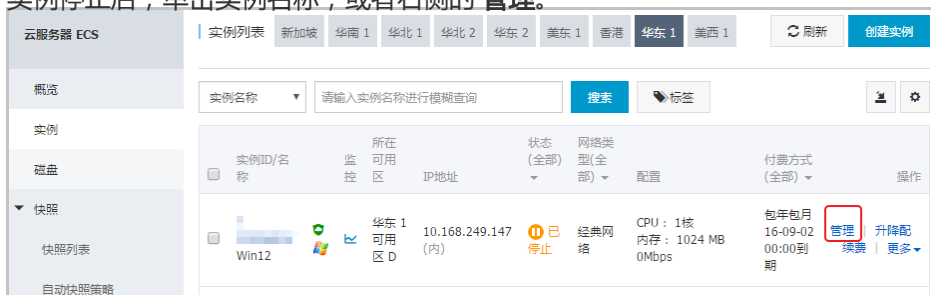 实例停止后，单击实例名称，或者右侧的 管理。
云服务器 ECS
实例列表 新加坡 华南 1 华北 1 华北 2 华东 2 美东 1 香港 华东 1 美西 1 刷新 创建实例
概览
实例名称 请输入实例名称进行模糊查询 搜索 标签
实例
磁盘
快照
快照列表
自动快照策略
实例ID/名
称
监
控
所在
可用
区
IP地址
状态
(全部)
网络类
型(全
部)
配置
付费方式
(全部)
操作
Win12
华东 1
可用
区 D
10.168.249.147
(内)
已
停止
经典网
络
CPU： 1核
内存： 1024 MB
0Mbps
包年包月
16-09-02
00:00到
期
管理 | 升降配
续费 | 更多